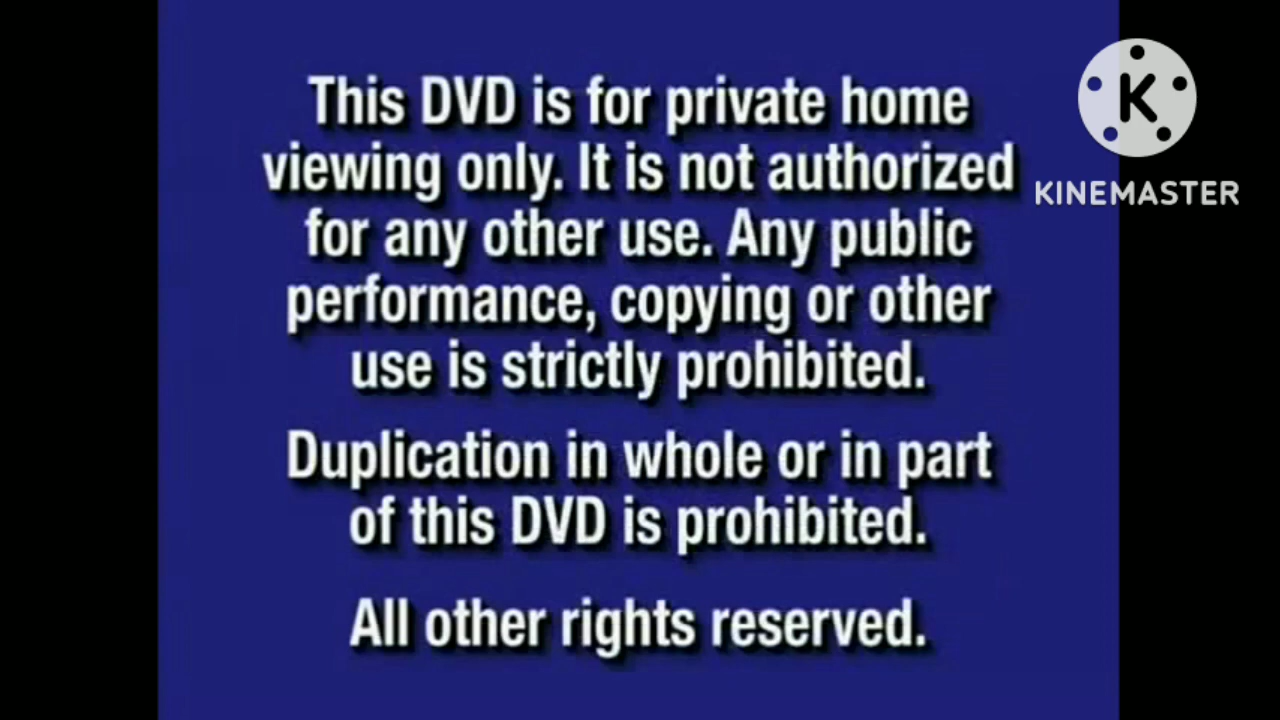 This DVD is for private home
viewing only. It is not authorized
for any other use. Any public
performance, copying or other
use is strictly prohibited.
Duplication in whole or in part
of this DVD is prohibited.
All other rights reserved.
K
KINEMASTER